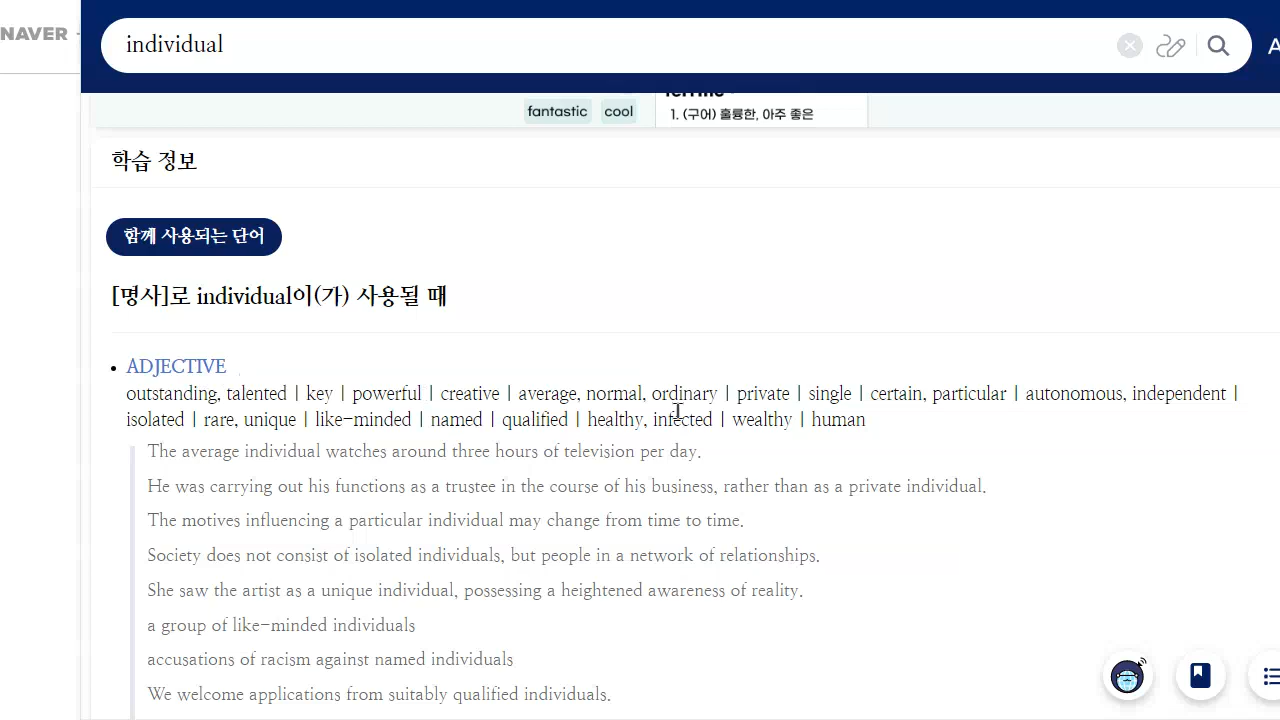 NAVER
individual
fantastic cool
1. (구어) 훌륭한, 아주 좋은
학습 정보
함께 사용되는 단어
[명사]로 individual이(가) 사용될 때
• ADJECTIVE
outstanding, talented | key | powerful | creative | average, normal, ordinary | private | single | certain, particular | autonomous, independent |
isolated | rare, unique | like-minded | named | qualified | healthy, infected | wealthy | human
The average individual watches around three hours of television per day.
He was carrying out his functions as a trustee in the course of his business, rather than as a private individual.
The motives influencing a particular individual may change from time to time.
Society does not consist of isolated individuals, but people in a network of relationships.
She saw the artist as a unique individual, possessing a heightened awareness of reality.
a group of like-minded individuals
accusations of racism against named individuals
We welcome applications from suitably qualified individuals.